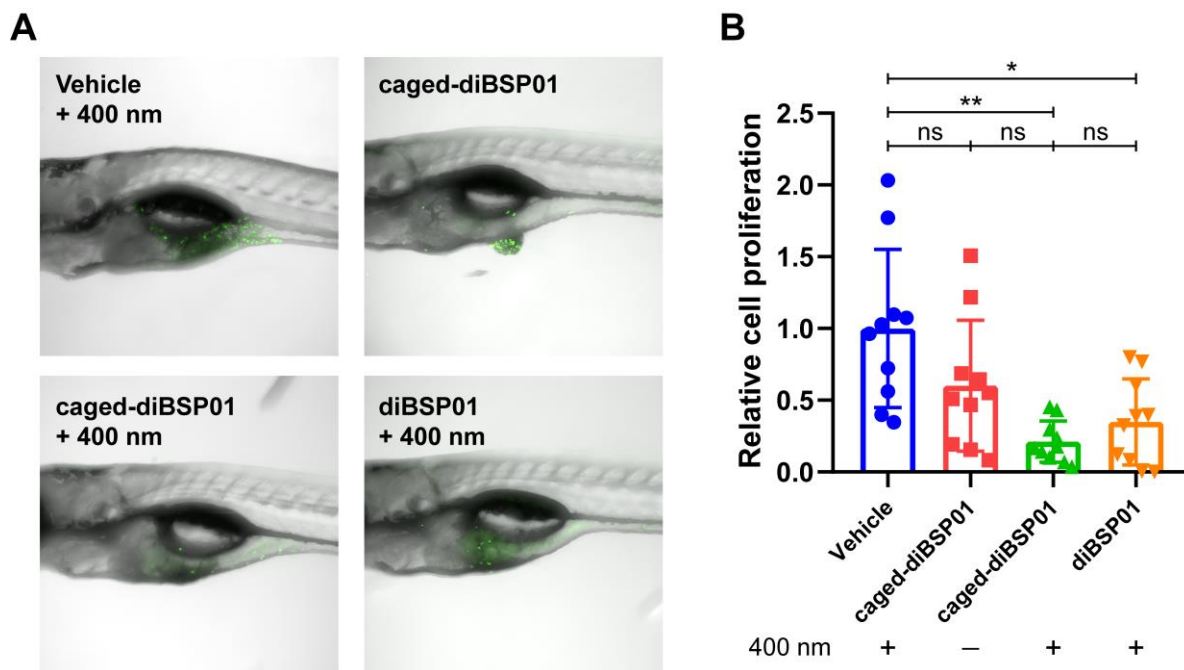 A
Vehicle
+ 400 nm
caged-diBSP01
caged-diBSP01
+ 400 nm
diBSP01
+ 400 nm
B
*
**
ns ns ns
Relative cell proliferation
2.5
2.0
1.5
1.0
0.5
0.0
Vehicle
caged-diBSP01
caged-diBSP01
diBSP01
400 nm + − + +